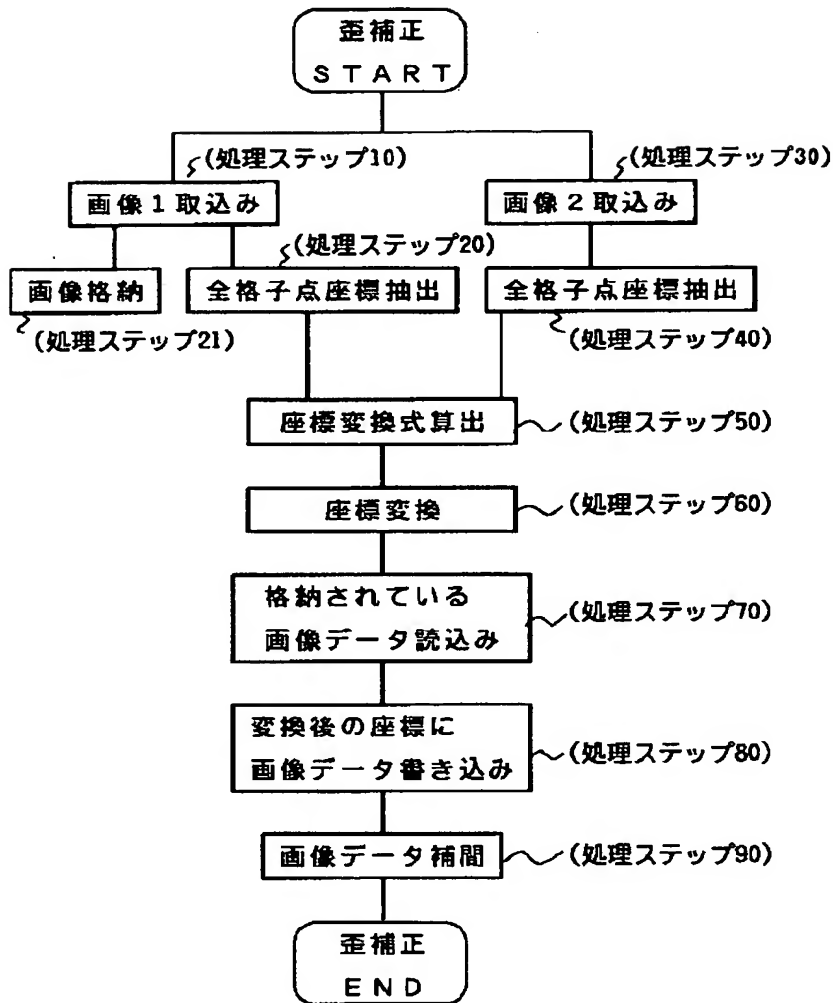 歪補正
START
(処理ステップ10)
(処理ステップ30)
画像1取込み
画像2取込み
(処理ステップ20)
画像格納
全格子点座標抽出
全格子点座標抽出
(処理ステップ21)
(処理ステップ40)
座標変換式算出
(処理ステップ50)
座標変換
(処理ステップ60)
格納されている
画像データ読込み
(処理ステップ70)
変換後の座標に
画像データ書き込み
(処理ステップ80)
画像データ補間
(処理ステップ90)
歪補正
END